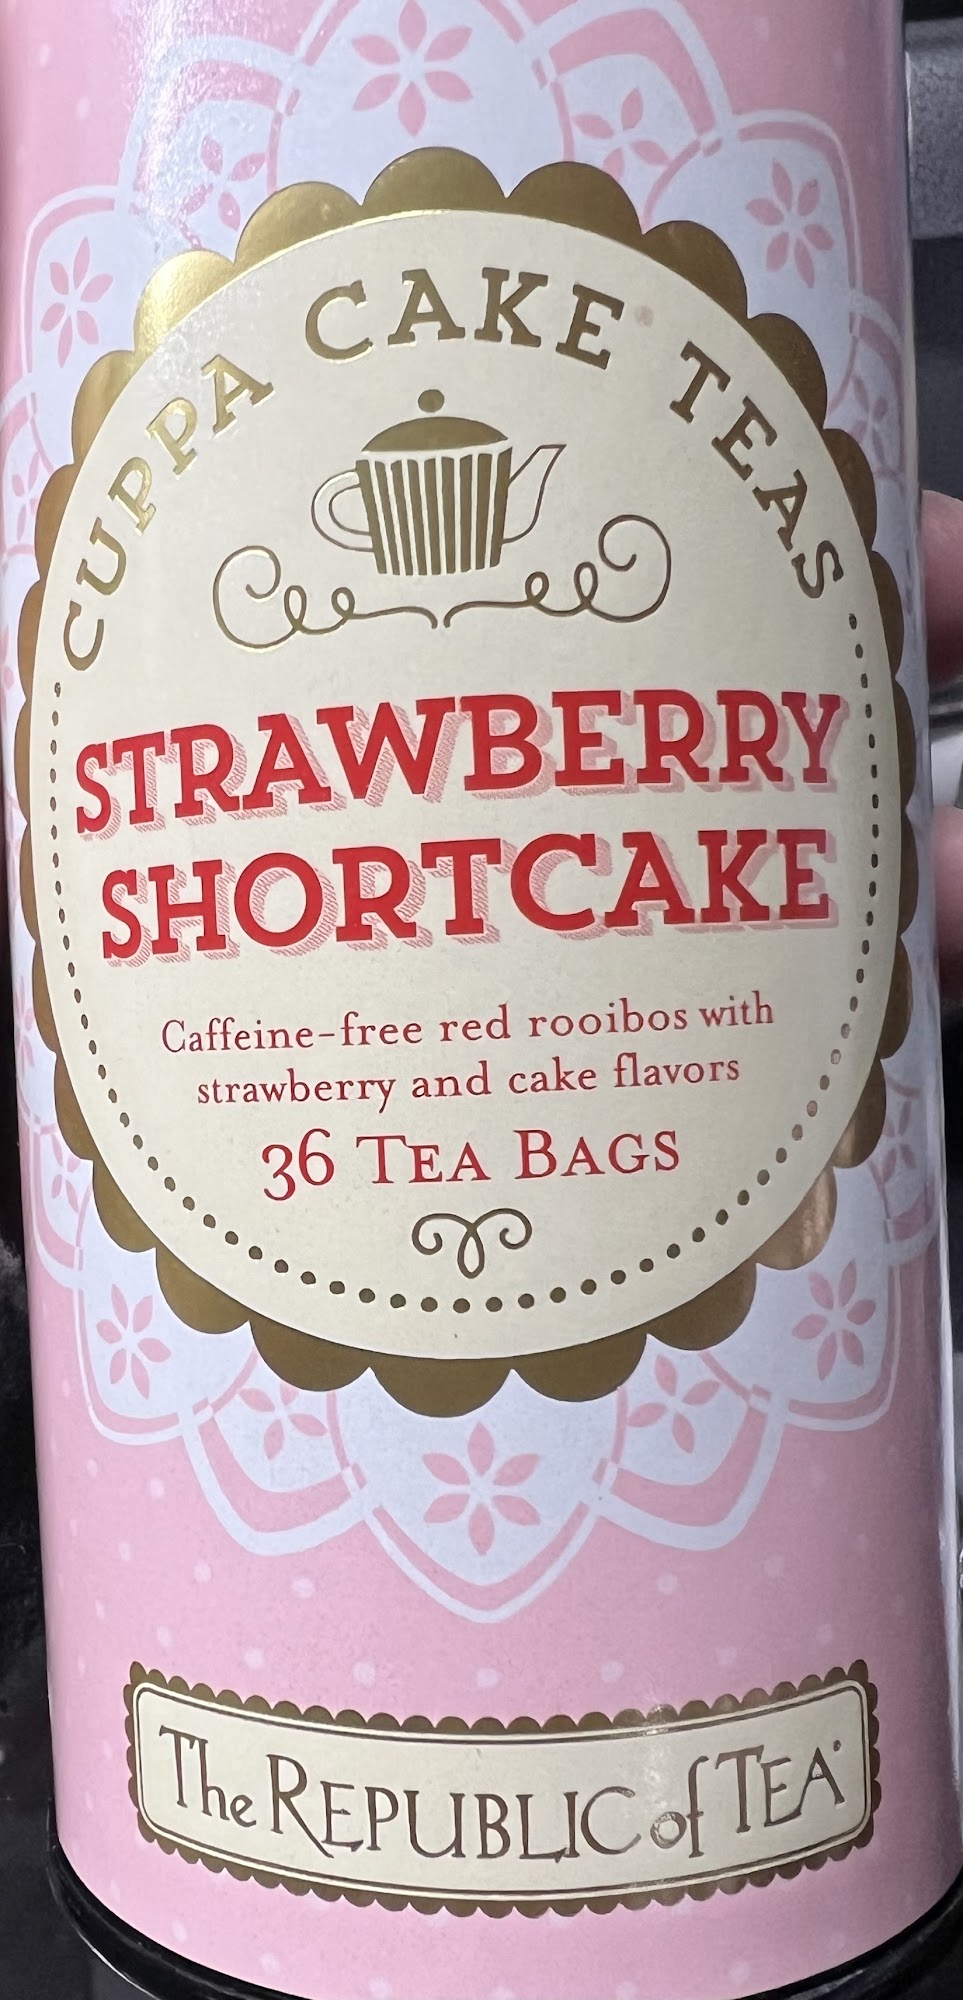 CUPPA CAKE TEAS
STRAWBERRY
SHORTCAKE
Caffeine-free red rooibos with
strawberry and cake flavors
36 TEA BAGS
The REPUBLIC of TEA